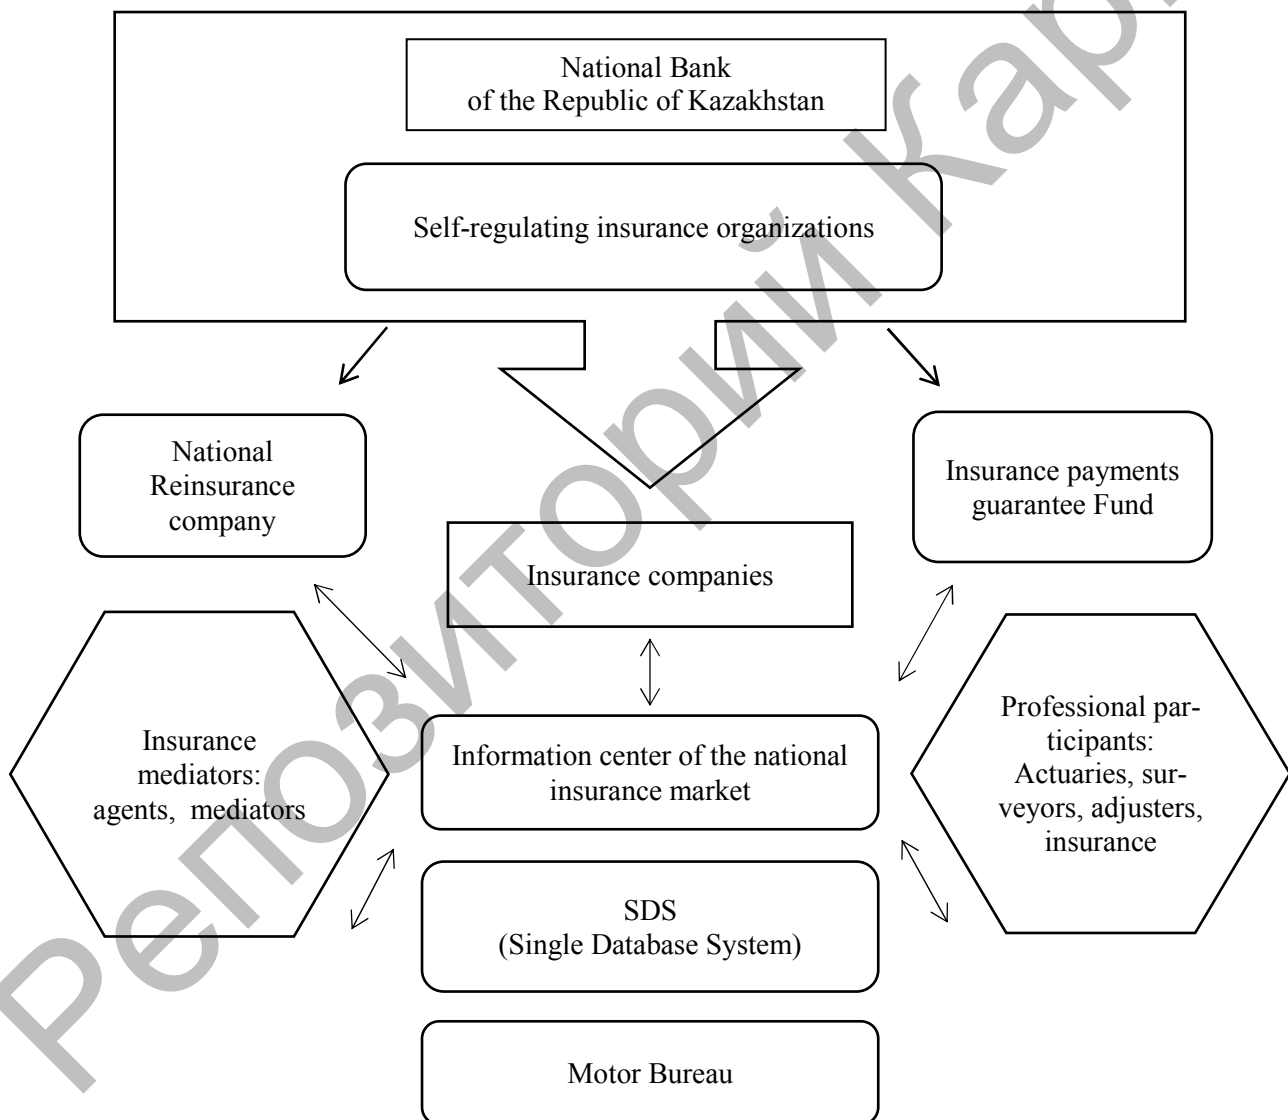 National Bank
of the Republic of Kazakhstan
Self-regulating insurance organizations
National
Reinsurance
company
Insurance payments
guarantee Fund
Insurance companies
Insurance
mediators:
agents, mediators
Information center of the national
insurance market
Professional par-
ticipants:
Actuaries, sur-
veyors, adjusters,
insurance
SDS
(Single Database System)
Motor Bureau
Репозиторий Кар